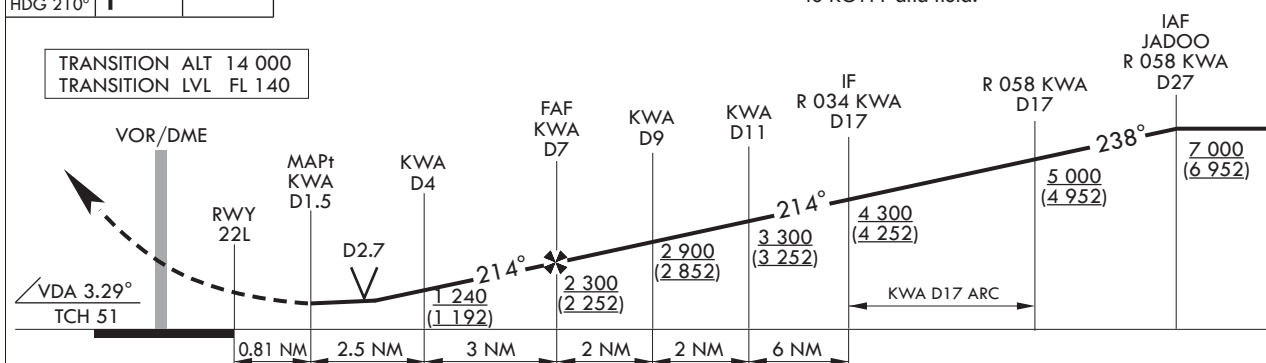 HDG 210°
TRANSITION ALT 14 000
TRANSITION LVL FL 140
VOR/DME
RWY
22L
MAPt
KWA
D1.5
D2.7
KWA
D4
FAF
KWA
D7
KWA
D9
KWA
D11
IF
R 034 KWA
D17
R 058 KWA
D17
IAF
JADOO
R 058 KWA
D27
214°
214°
238°
1 240
(1 192)
2 300
(2 252)
2 900
(2 852)
3 300
(3 252)
4 300
(4 252)
5 000
(4 952)
7 000
(6 952)
KWA D17 ARC
VDA 3.29°
TCH 51
0.81 NM
2.5 NM
3 NM
2 NM
2 NM
6 NM